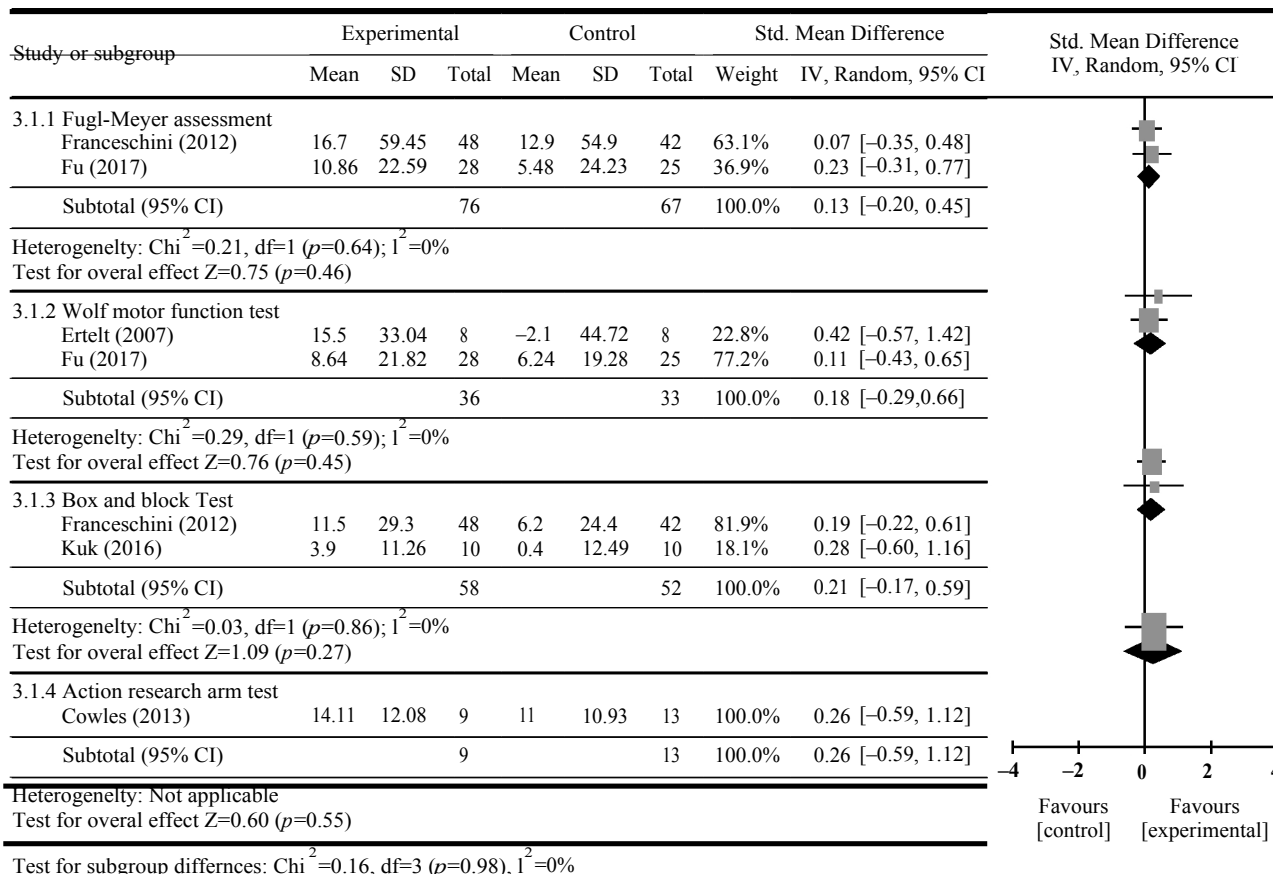 Study or subgroup Experimental Control Std. Mean Difference Std. Mean Difference
Mean SD Total Mean SD Total Weight IV, Random, 95% CI IV, Random, 95% CI
3.1.1 Fugl-Meyer assessment
Franceschini (2012) 16.7 59.45 48 12.9 54.9 42 63.1% 0.07 [–0.35, 0.48]
Fu (2017) 10.86 22.59 28 5.48 24.23 25 36.9% 0.23 [–0.31, 0.77]
Subtotal (95% CI) 76 67 100.0% 0.13 [–0.20, 0.45]
Heterogenelty: Chi²=0.21, df=1 (p=0.64); l²=0%
Test for overal effect Z=0.75 (p=0.46)
3.1.2 Wolf motor function test
Ertelt (2007) 15.5 33.04 8 –2.1 44.72 8 22.8% 0.42 [–0.57, 1.42]
Fu (2017) 8.64 21.82 28 6.24 19.28 25 77.2% 0.11 [–0.43, 0.65]
Subtotal (95% CI) 36 33 100.0% 0.18 [–0.29,0.66]
Heterogenelty: Chi²=0.29, df=1 (p=0.59); l²=0%
Test for overal effect Z=0.76 (p=0.45)
3.1.3 Box and block Test
Franceschini (2012) 11.5 29.3 48 6.2 24.4 42 81.9% 0.19 [–0.22, 0.61]
Kuk (2016) 3.9 11.26 10 0.4 12.49 10 18.1% 0.28 [–0.60, 1.16]
Subtotal (95% CI) 58 52 100.0% 0.21 [–0.17, 0.59]
Heterogenelty: Chi²=0.03, df=1 (p=0.86); l²=0%
Test for overal effect Z=1.09 (p=0.27)
3.1.4 Action research arm test
Cowles (2013) 14.11 12.08 9 11 10.93 13 100.0% 0.26 [–0.59, 1.12]
Subtotal (95% CI) 9 13 100.0% 0.26 [–0.59, 1.12]
Heterogenelty: Not applicable
Test for overal effect Z=0.60 (p=0.55)
Test for subgroup differnces: Chi²=0.16, df=3 (p=0.98), l²=0%
–4 –2 0 2 4
Favours Favours
[control] [experimental]